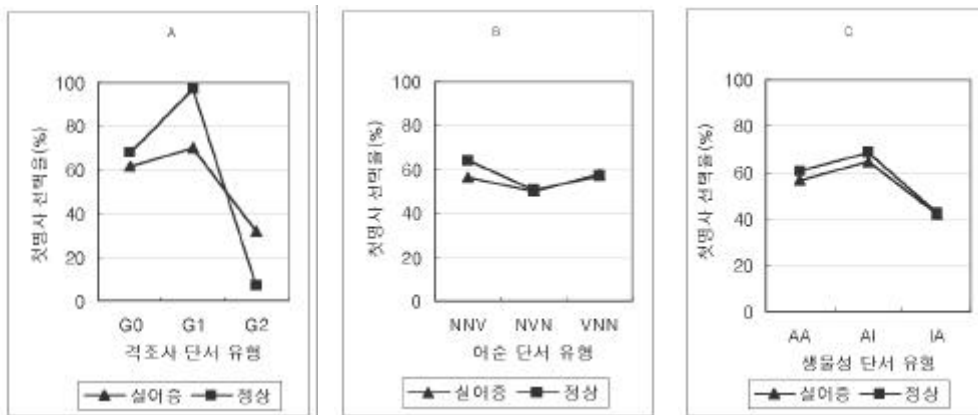 A
첫명사 선택율(%)
100
80
60
40
20
0
G0 G1 G2
격조사 단서 유형
실어증 정상
B
첫명사 선택율(%)
100
80
60
40
20
0
NNV NVN VNN
어순 단서 유형
실어증 정상
C
첫명사 선택율(%)
100
80
60
40
20
0
AA AI IA
생물성 단서 유형
실어증 정상